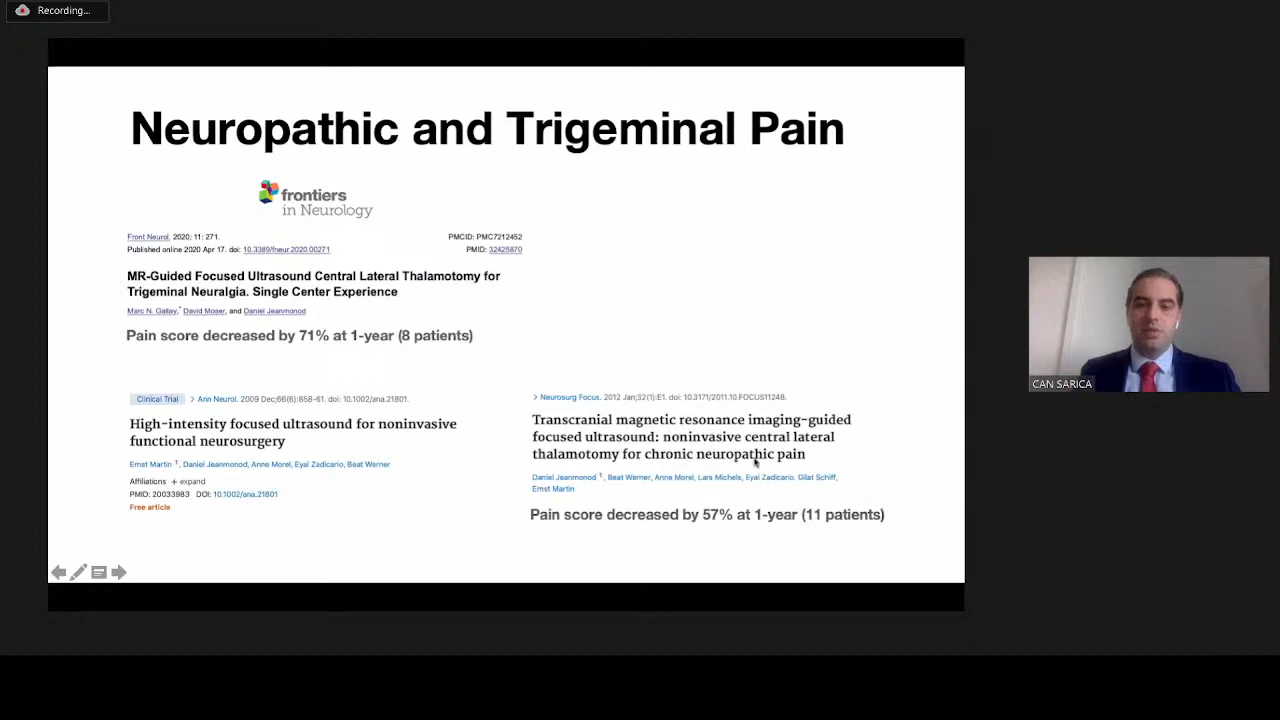 Recording...
Neuropathic and Trigeminal Pain
frontiers
in Neurology
Front Neurol. 2020; 11: 271. PMCID: PMC7212452
Published online 2020 Apr 17. doi: 10.3389/fneur.2020.00271 PMID: 32425870
MR-Guided Focused Ultrasound Central Lateral Thalamotomy for
Trigeminal Neuralgia. Single Center Experience
Marc N. Gallay,* David Moser, and Daniel Jeanmonod
Pain score decreased by 71% at 1-year (8 patients)
Clinical Trial > Ann Neurol. 2009 Dec;66(6):858-61. doi: 10.1002/ana.21801.
High-intensity focused ultrasound for noninvasive
functional neurosurgery
Ernst Martin †, Daniel Jeanmonod, Anne Morel, Eyal Zadicario, Beat Werner
Affiliations + expand
PMID: 20033983 DOI: 10.1002/ana.21801
Free article
> Neurosurg Focus. 2012 Jan;32(1):E1. doi: 10.3171/2011.10.FOCUS11248.
Transcranial magnetic resonance imaging-guided
focused ultrasound: noninvasive central lateral
thalamotomy for chronic neuropathic pain
Daniel Jeanmonod †, Beat Werner, Anne Morel, Lars Michels, Eyal Zadicario, Gilat Schiff,
Ernst Martin
Pain score decreased by 57% at 1-year (11 patients)
CAN SARICA